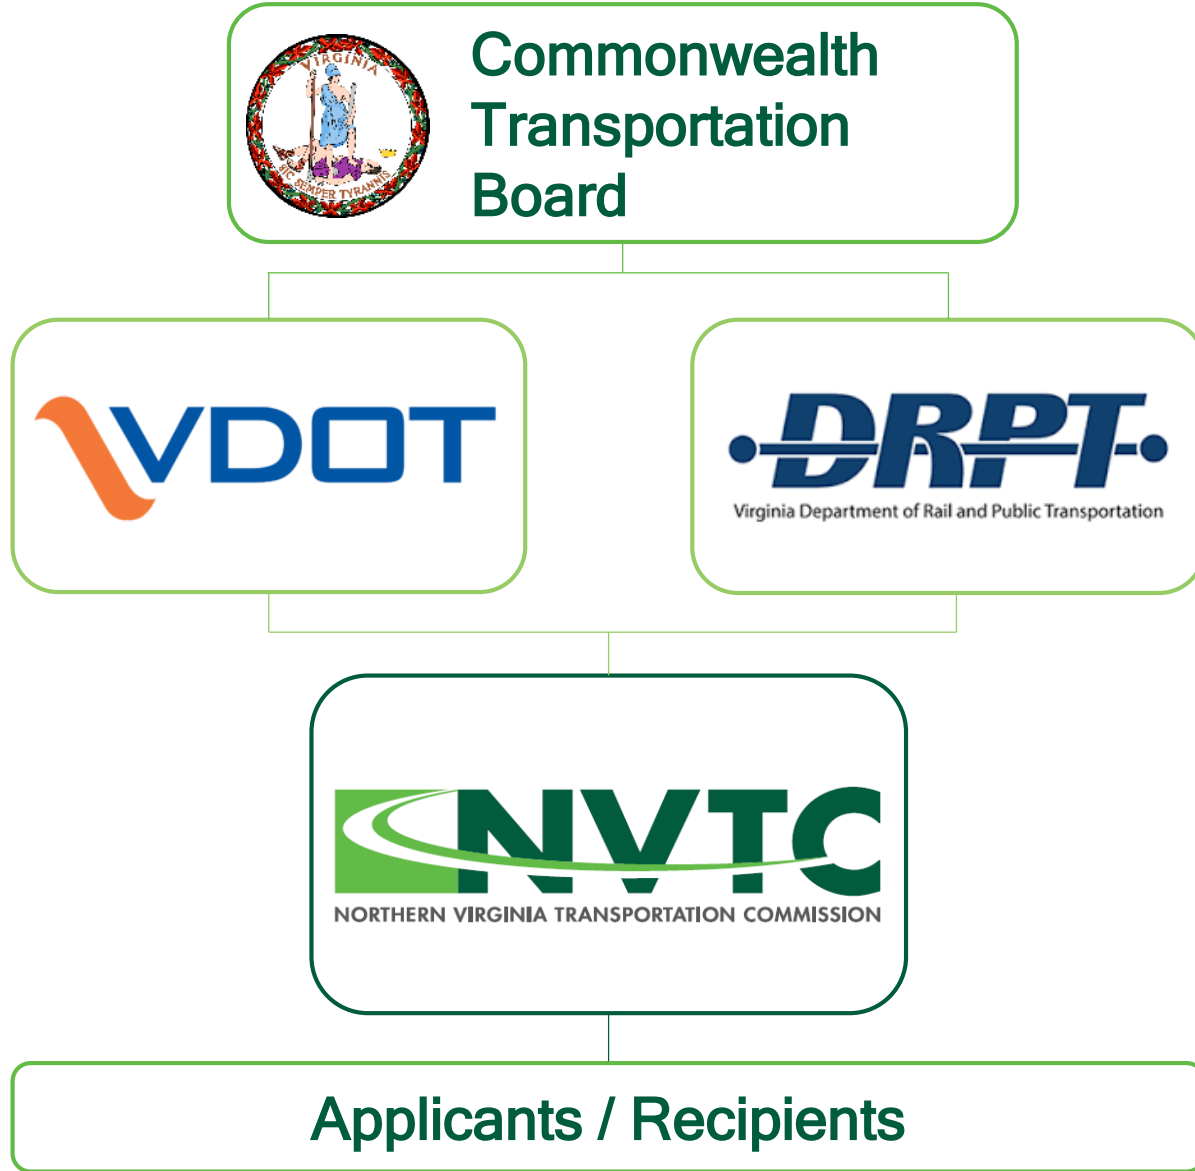 VIRGINIA
SIC SEMPER TYRANNIS
Commonwealth
Transportation
Board
VDOT
DRPT
Virginia Department of Rail and Public Transportation
NVTC
NORTHERN VIRGINIA TRANSPORTATION COMMISSION
Applicants / Recipients